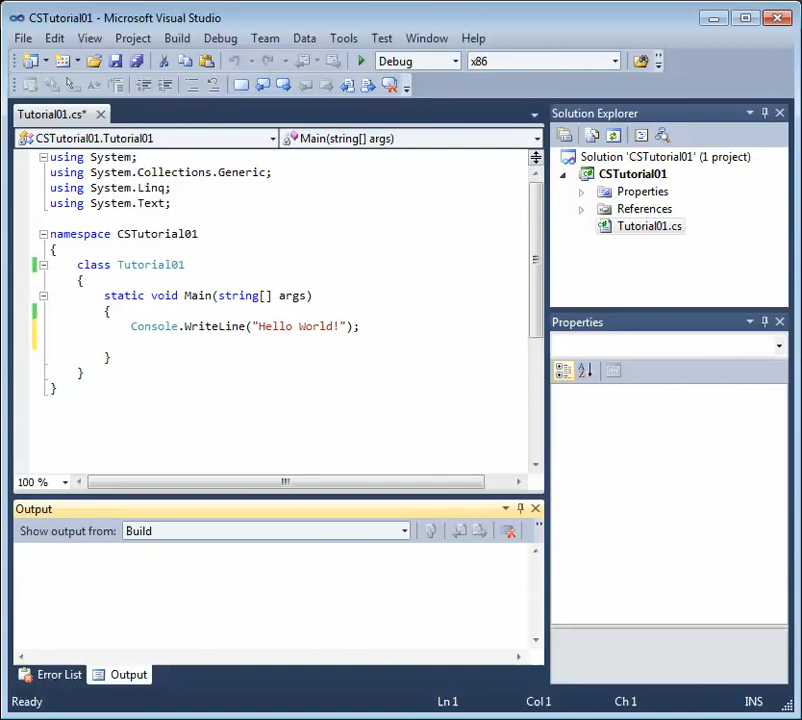 CSTutorial01 - Microsoft Visual Studio
File Edit View Project Build Debug Team Data Tools Test Window Help
Debug x86
Tutorial01.cs*
CSTutorial01.Tutorial01 Main(string[] args)
using System;
using System.Collections.Generic;
using System.Linq;
using System.Text;
namespace CSTutorial01
{
class Tutorial01
{
static void Main(string[] args)
{
Console.WriteLine("Hello World!");
}
}
}
100 %
Output
Show output from: Build
Error List Output
Solution Explorer
Solution 'CSTutorial01' (1 project)
CSTutorial01
Properties
References
Tutorial01.cs
Properties
Ready Ln 1 Col 1 Ch 1 INS